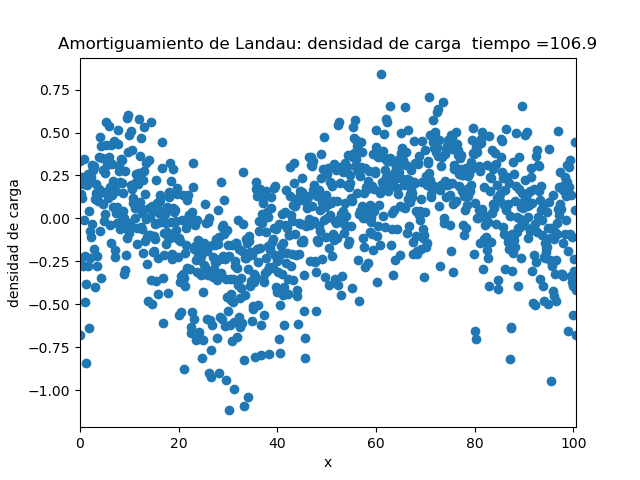 Amortiguamiento de Landau: densidad de carga  tiempo =106.9
densidad de carga
0.75
0.50
0.25
0.00
−0.25
−0.50
−0.75
−1.00
0 20 40 60 80 100
x